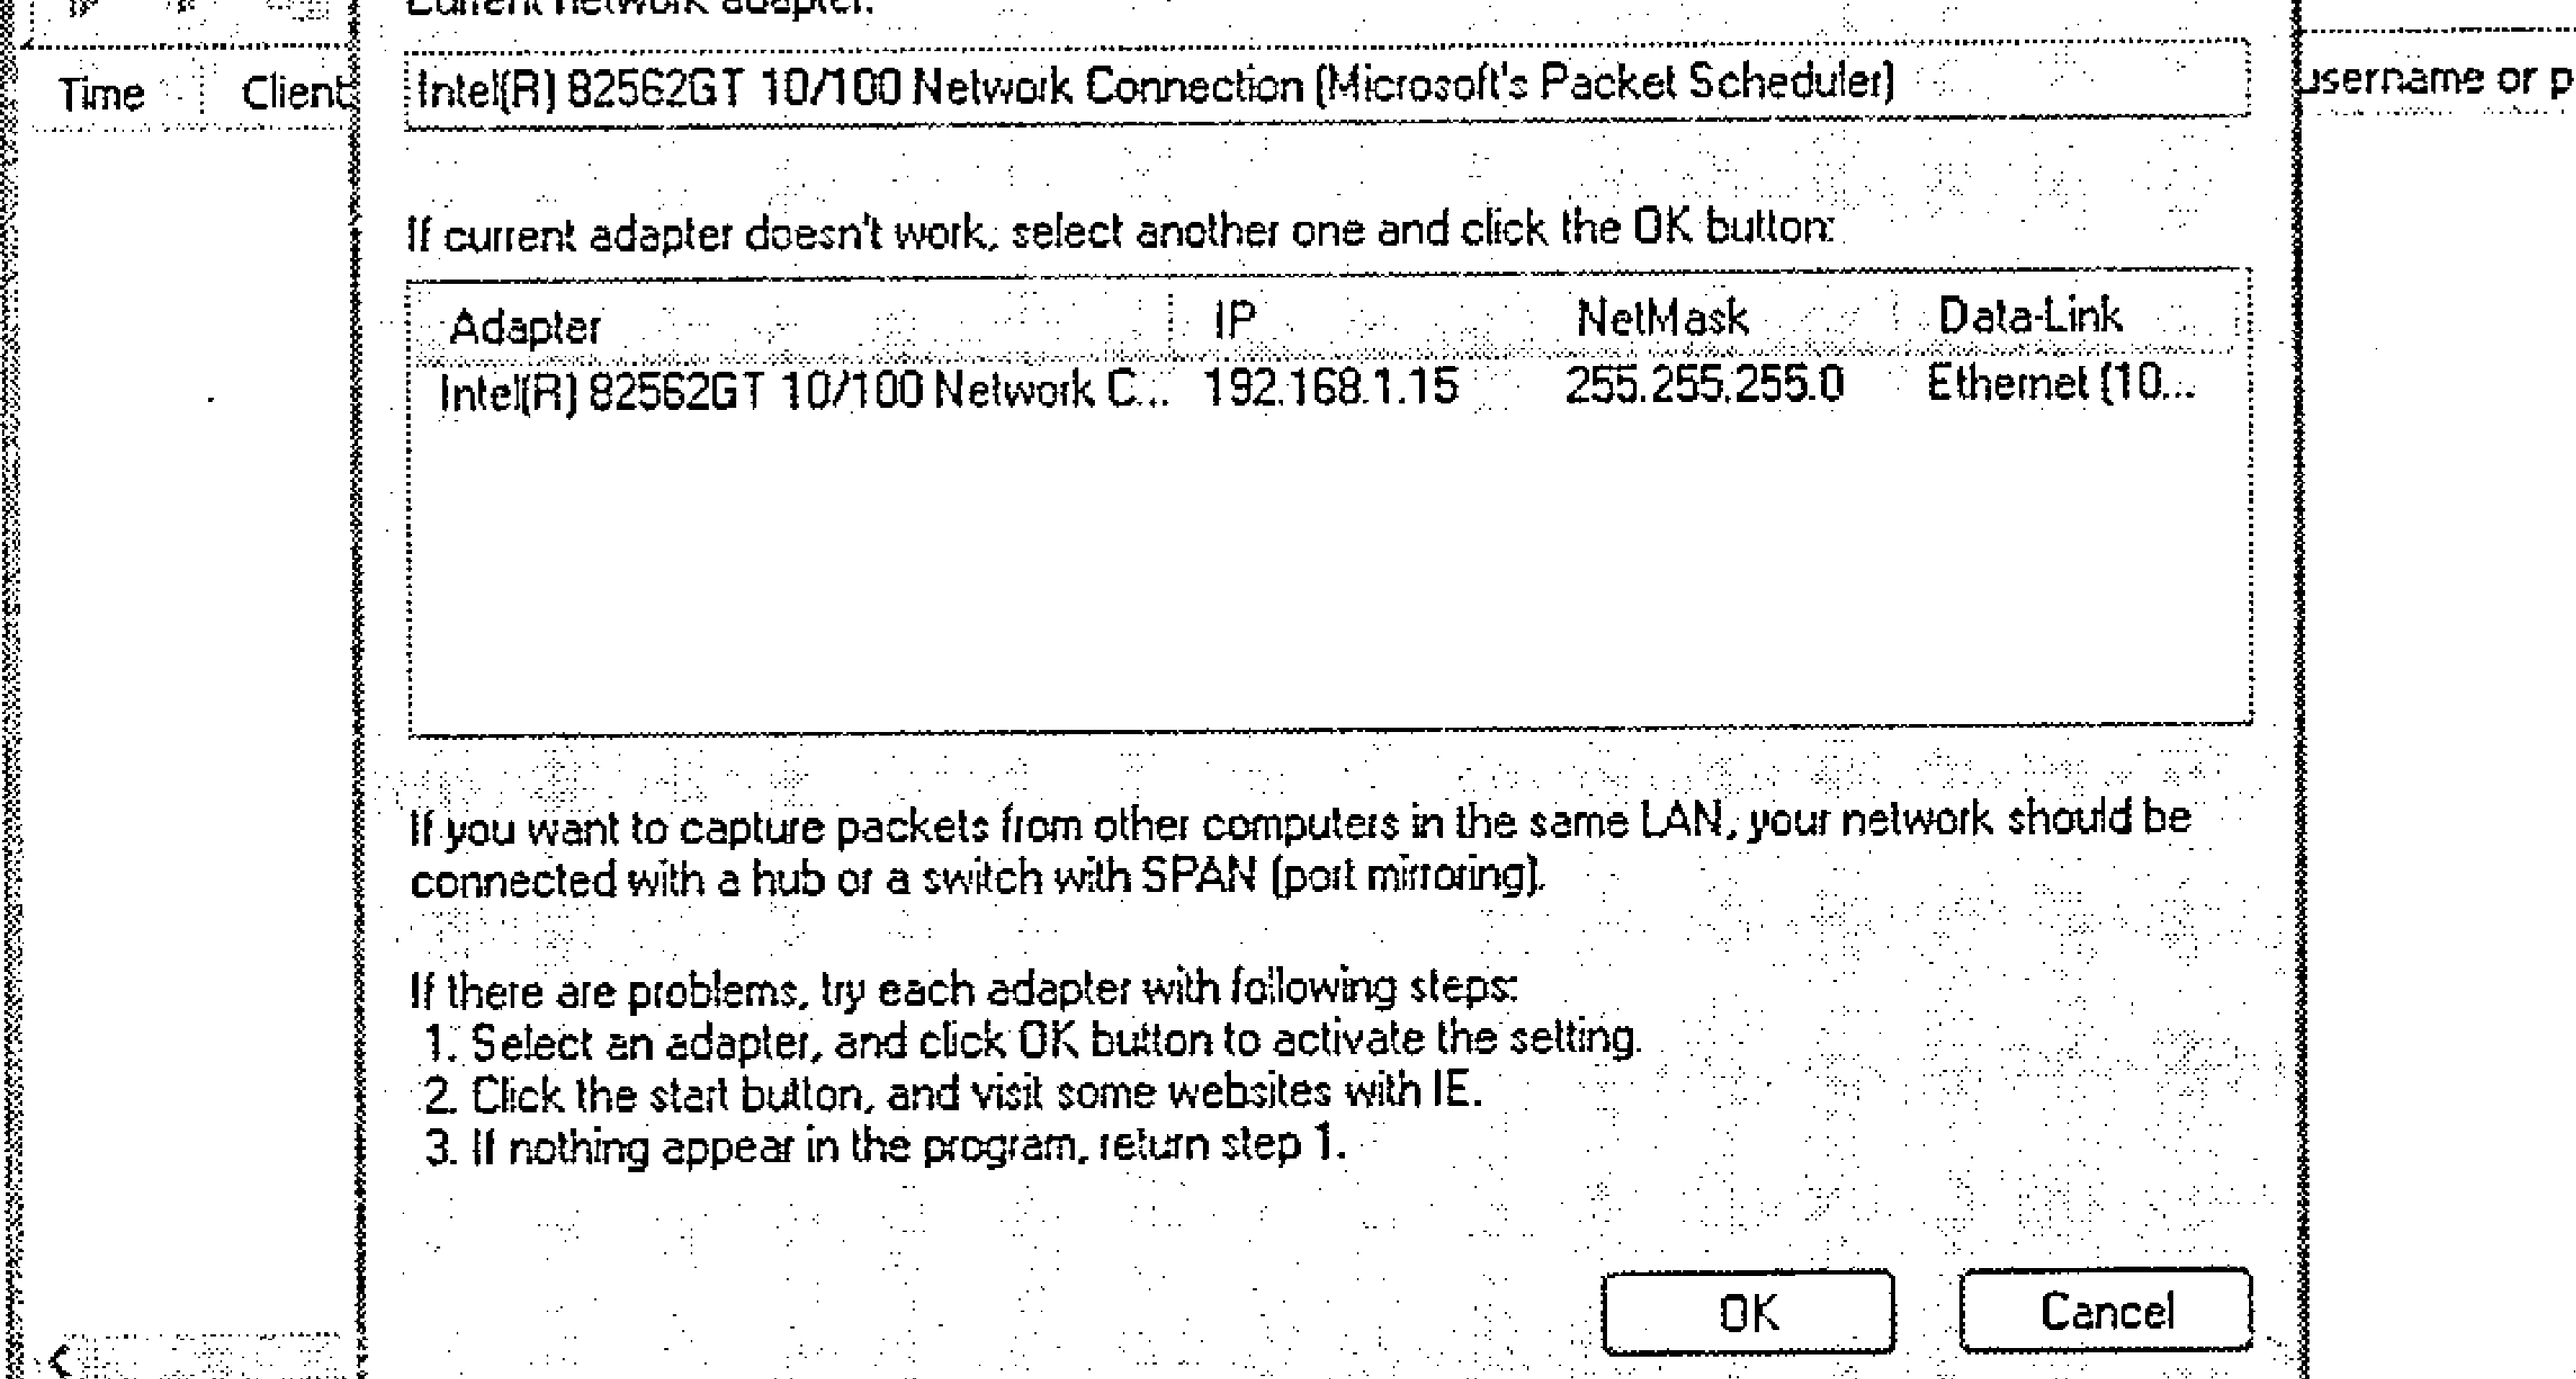 Current network adapter:
Time Client
Intel(R) 82562GT 10/100 Network Connection (Microsoft's Packet Scheduler)
username or p
If current adapter doesn't work, select another one and click the OK button:
Adapter IP NetMask Data-Link
Intel(R) 82562GT 10/100 Network C... 192.168.1.15 255.255.255.0 Ethernet (10...
If you want to capture packets from other computers in the same LAN, your network should be
connected with a hub or a switch with SPAN (port mirroring).
If there are problems, try each adapter with following steps:
1. Select an adapter, and click OK button to activate the setting.
2. Click the start button, and visit some websites with IE.
3. If nothing appear in the program, return step 1.
OK Cancel